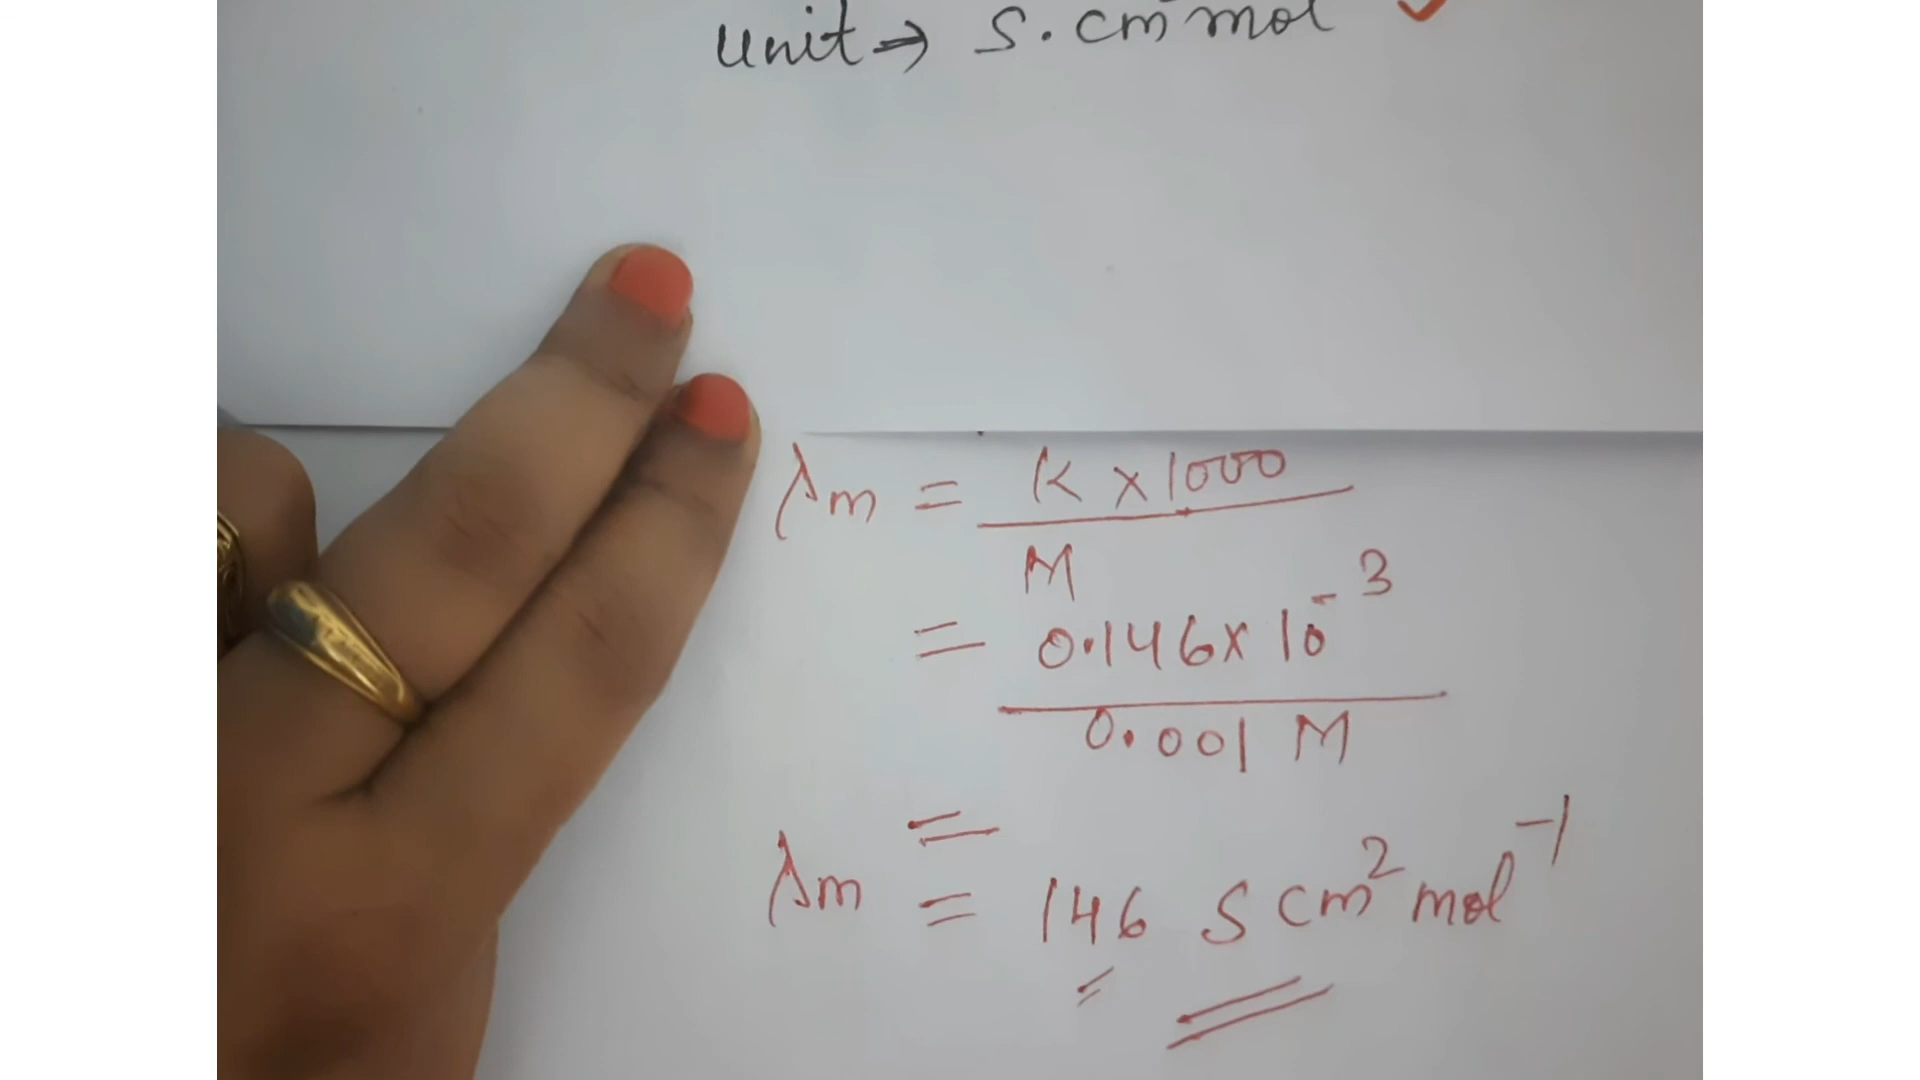 Unit → S. cm mol
λm = K × 1000
M
= 0.146 × 10⁻³
0.001 M
=
λm = 146 S cm² mol⁻¹